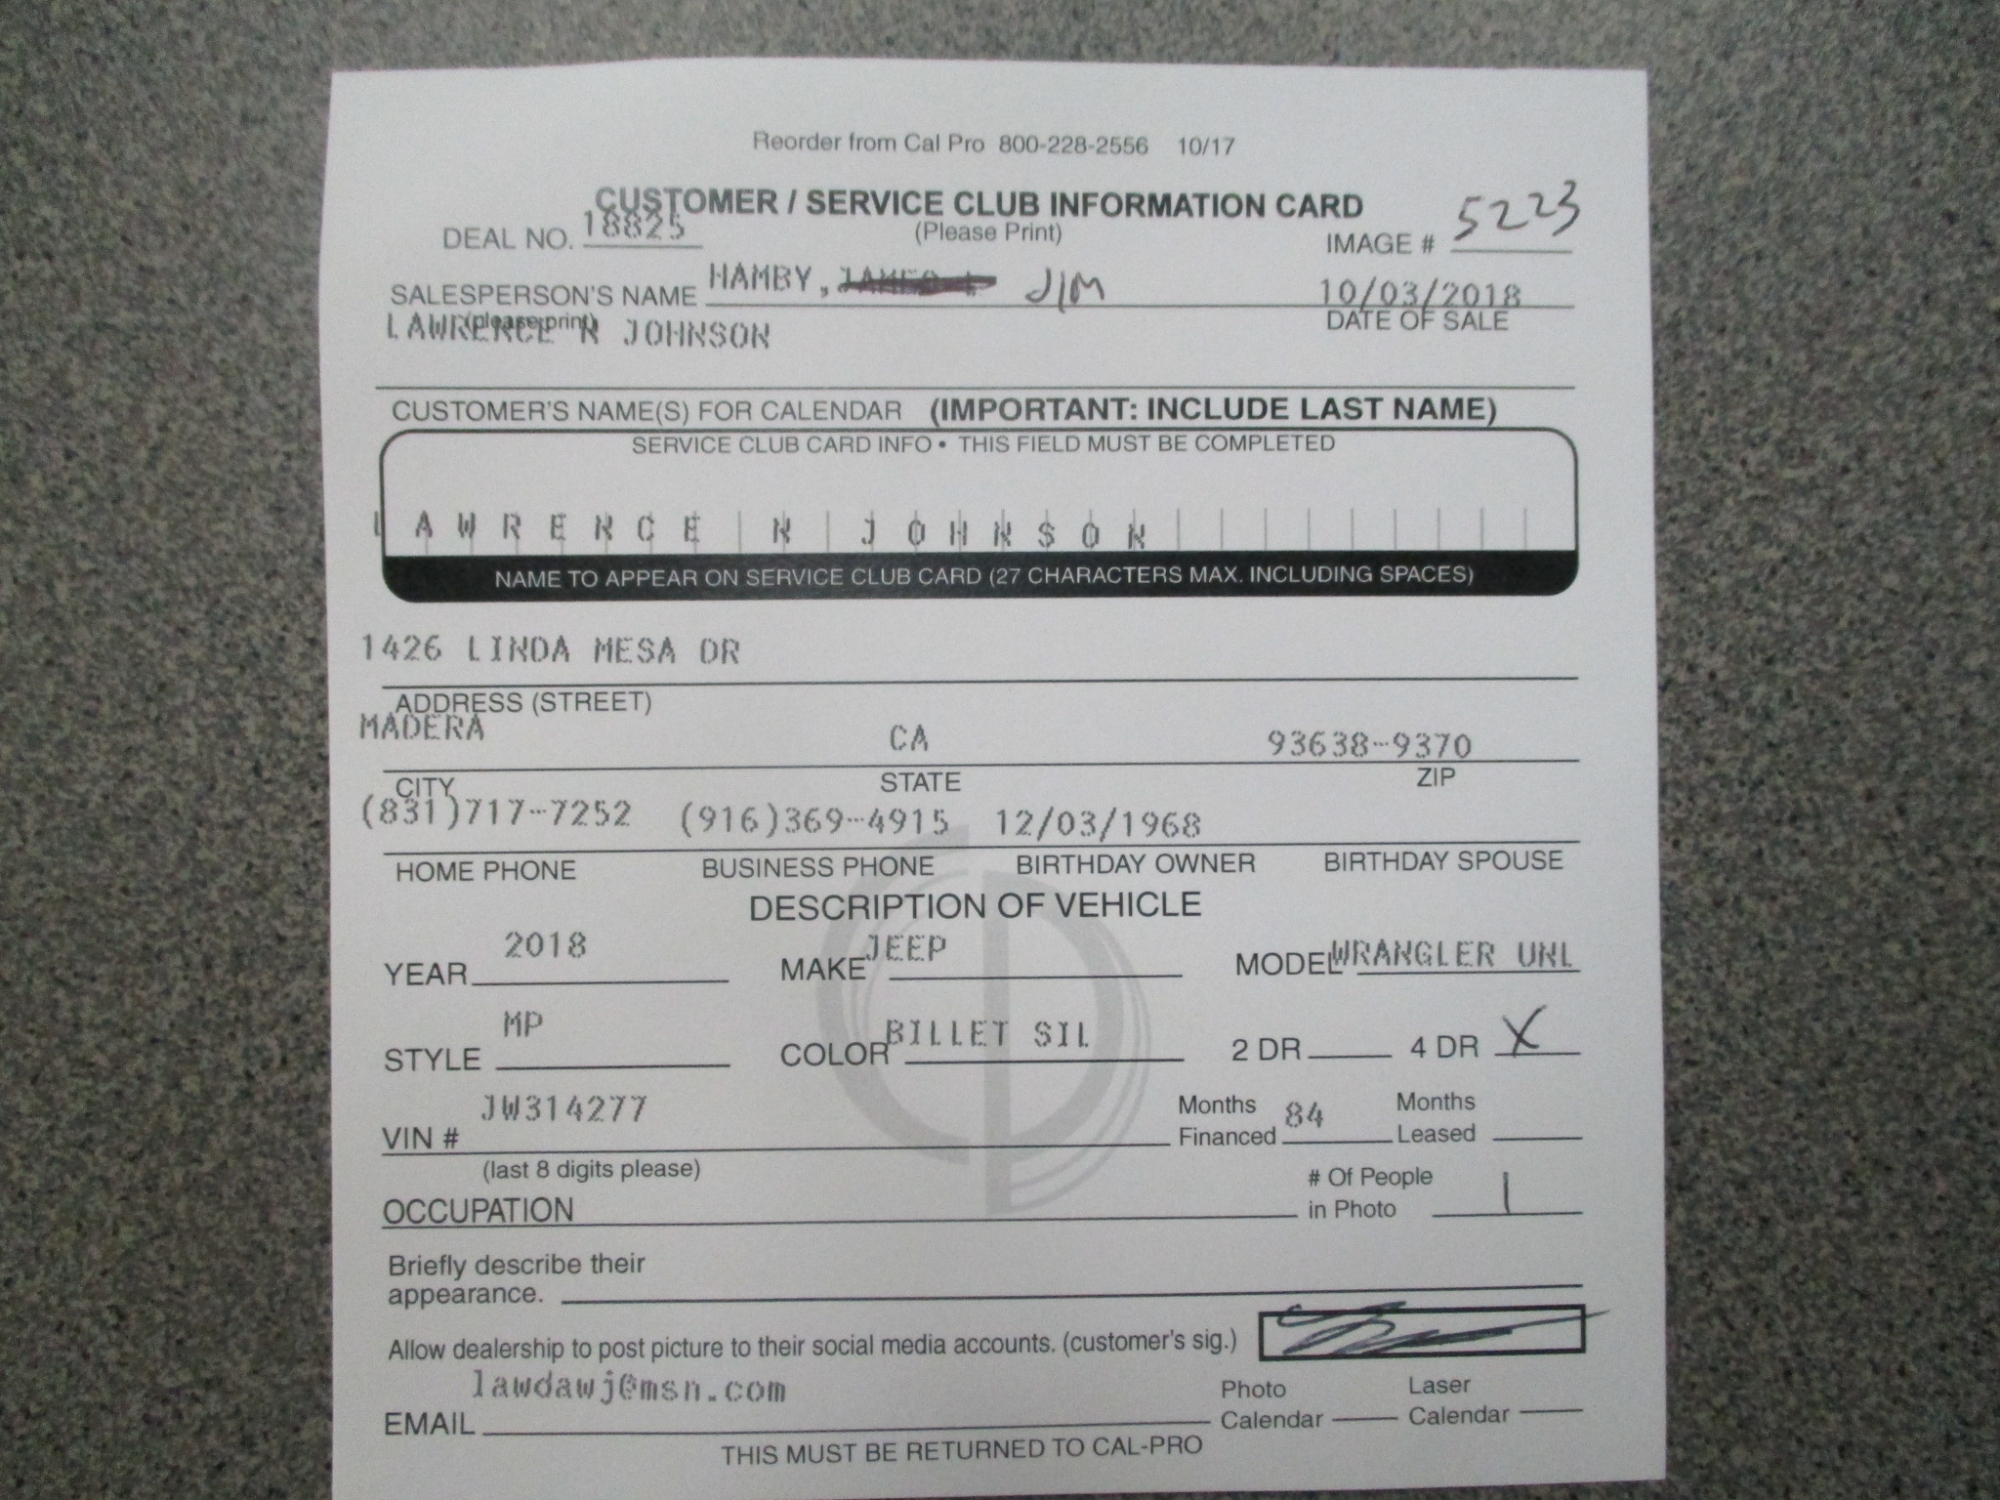 Reorder from Cal Pro 800-228-2556 10/17
CUSTOMER / SERVICE CLUB INFORMATION CARD
DEAL NO. 18825 (Please Print) IMAGE # 5223
SALESPERSON'S NAME HAMBY, JIM 10/03/2018
(please print) DATE OF SALE
LAWRENCE N JOHNSON
CUSTOMER'S NAME(S) FOR CALENDAR (IMPORTANT: INCLUDE LAST NAME)
SERVICE CLUB CARD INFO • THIS FIELD MUST BE COMPLETED
LAWRENCE N JOHNSON
NAME TO APPEAR ON SERVICE CLUB CARD (27 CHARACTERS MAX. INCLUDING SPACES)
1426 LINDA MESA DR
ADDRESS (STREET)
MADERA CA 93638-9370
CITY STATE ZIP
(831)717-7252 (916)369-4915 12/03/1968
HOME PHONE BUSINESS PHONE BIRTHDAY OWNER BIRTHDAY SPOUSE
DESCRIPTION OF VEHICLE
YEAR 2018 MAKE JEEP MODEL WRANGLER UNL
STYLE MP COLOR BILLET SIL 2 DR 4 DR X
VIN # JW314277 Months Financed 84 Months Leased
(last 8 digits please)
OCCUPATION # Of People in Photo 1
Briefly describe their
appearance.
Allow dealership to post picture to their social media accounts. (customer's sig.)
EMAIL lawdawj@msn.com Photo Calendar Laser Calendar
THIS MUST BE RETURNED TO CAL-PRO